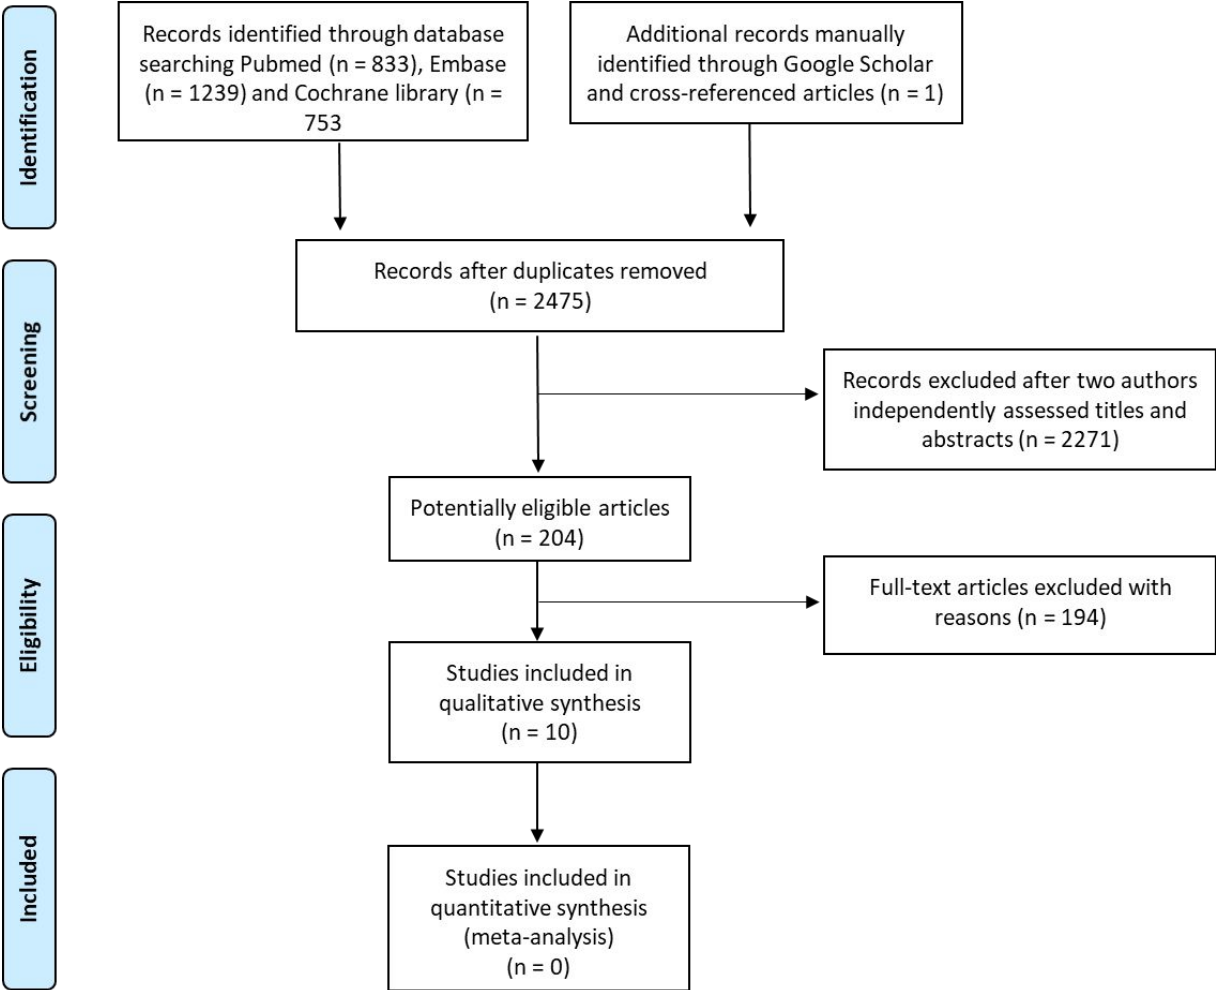 Identification
Records identified through database
searching Pubmed (n = 833), Embase
(n = 1239) and Cochrane library (n =
753
Additional records manually
identified through Google Scholar
and cross-referenced articles (n = 1)
Records after duplicates removed
(n = 2475)
Screening
Records excluded after two authors
independently assessed titles and
abstracts (n = 2271)
Potentially eligible articles
(n = 204)
Eligibility
Full-text articles excluded with
reasons (n = 194)
Studies included in
qualitative synthesis
(n = 10)
Included
Studies included in
quantitative synthesis
(meta-analysis)
(n = 0)